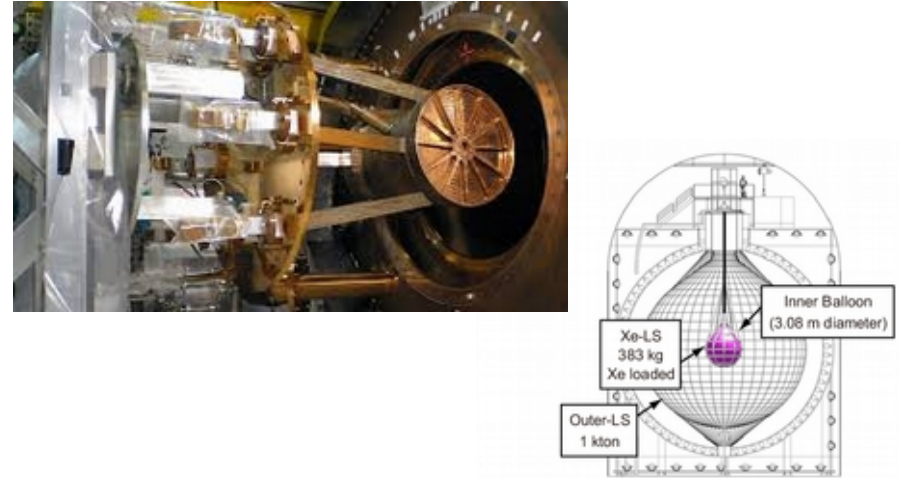 Inner Balloon
(3.08 m diameter)
Xe-LS
383 kg
Xe loaded
Outer-LS
1 kton